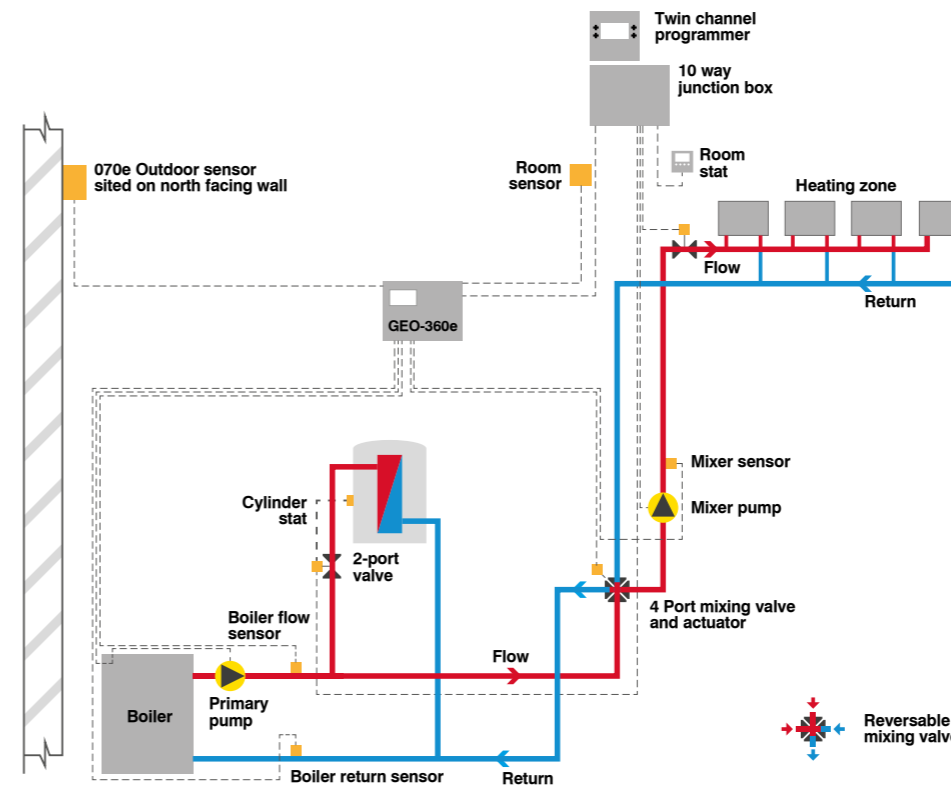 Twin channel
programmer
10 way
junction box
070e Outdoor sensor
sited on north facing wall
Room
sensor
Room
stat
Heating zone
Flow
Return
GEO-360e
Mixer sensor
Mixer pump
Cylinder
stat
2-port
valve
4 Port mixing valve
and actuator
Boiler flow
sensor
Flow
Boiler
Primary
pump
Boiler return sensor
Return
Reversable
mixing valv